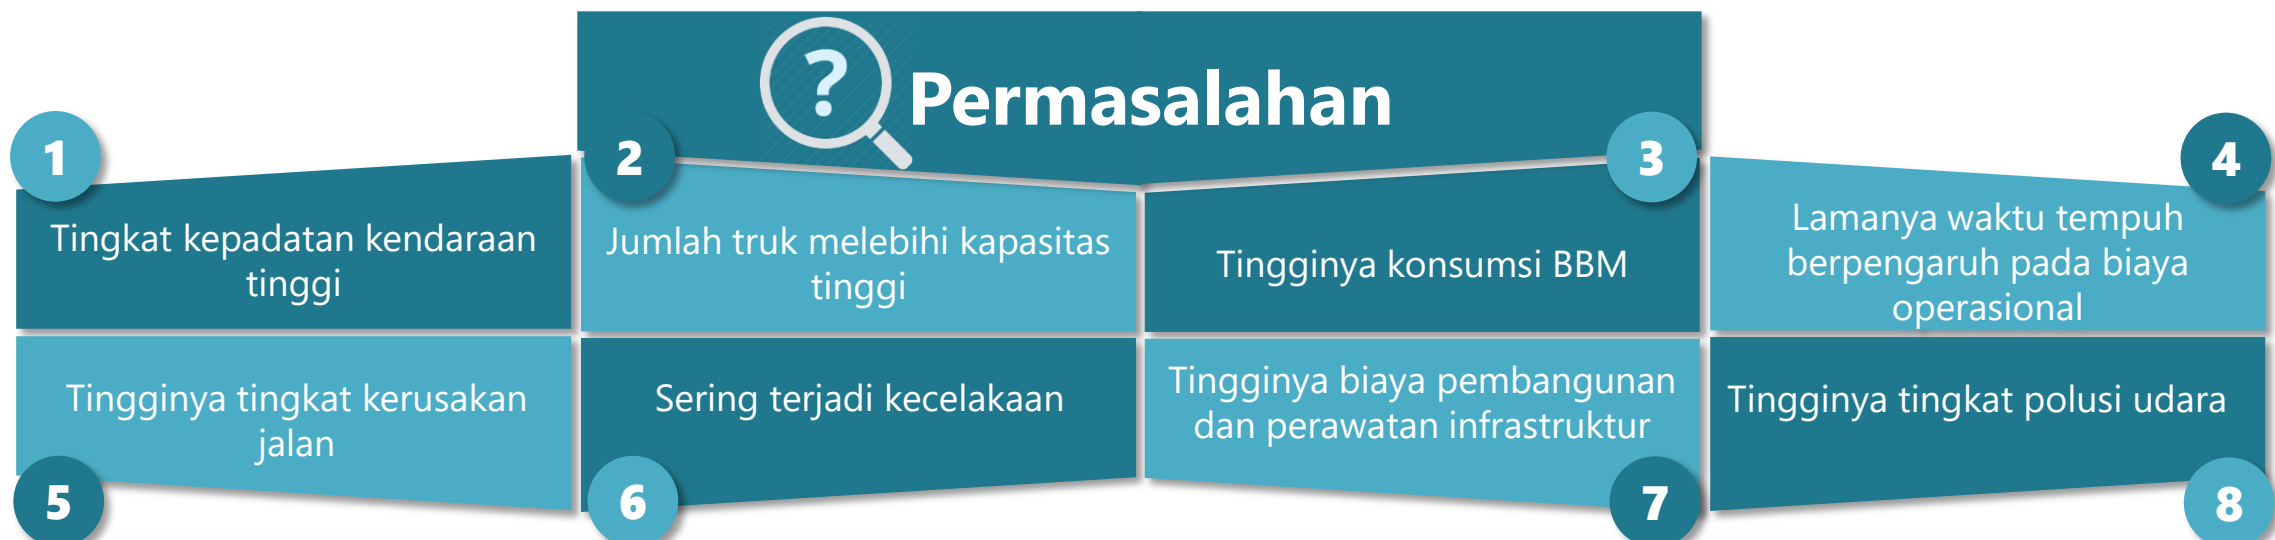 ?
Permasalahan
1
Tingkat kepadatan kendaraan
tinggi
2
Jumlah truk melebihi kapasitas
tinggi
3
Tingginya konsumsi BBM
4
Lamanya waktu tempuh
berpengaruh pada biaya
operasional
5
Tingginya tingkat kerusakan
jalan
6
Sering terjadi kecelakaan
7
Tingginya biaya pembangunan
dan perawatan infrastruktur
8
Tingginya tingkat polusi udara